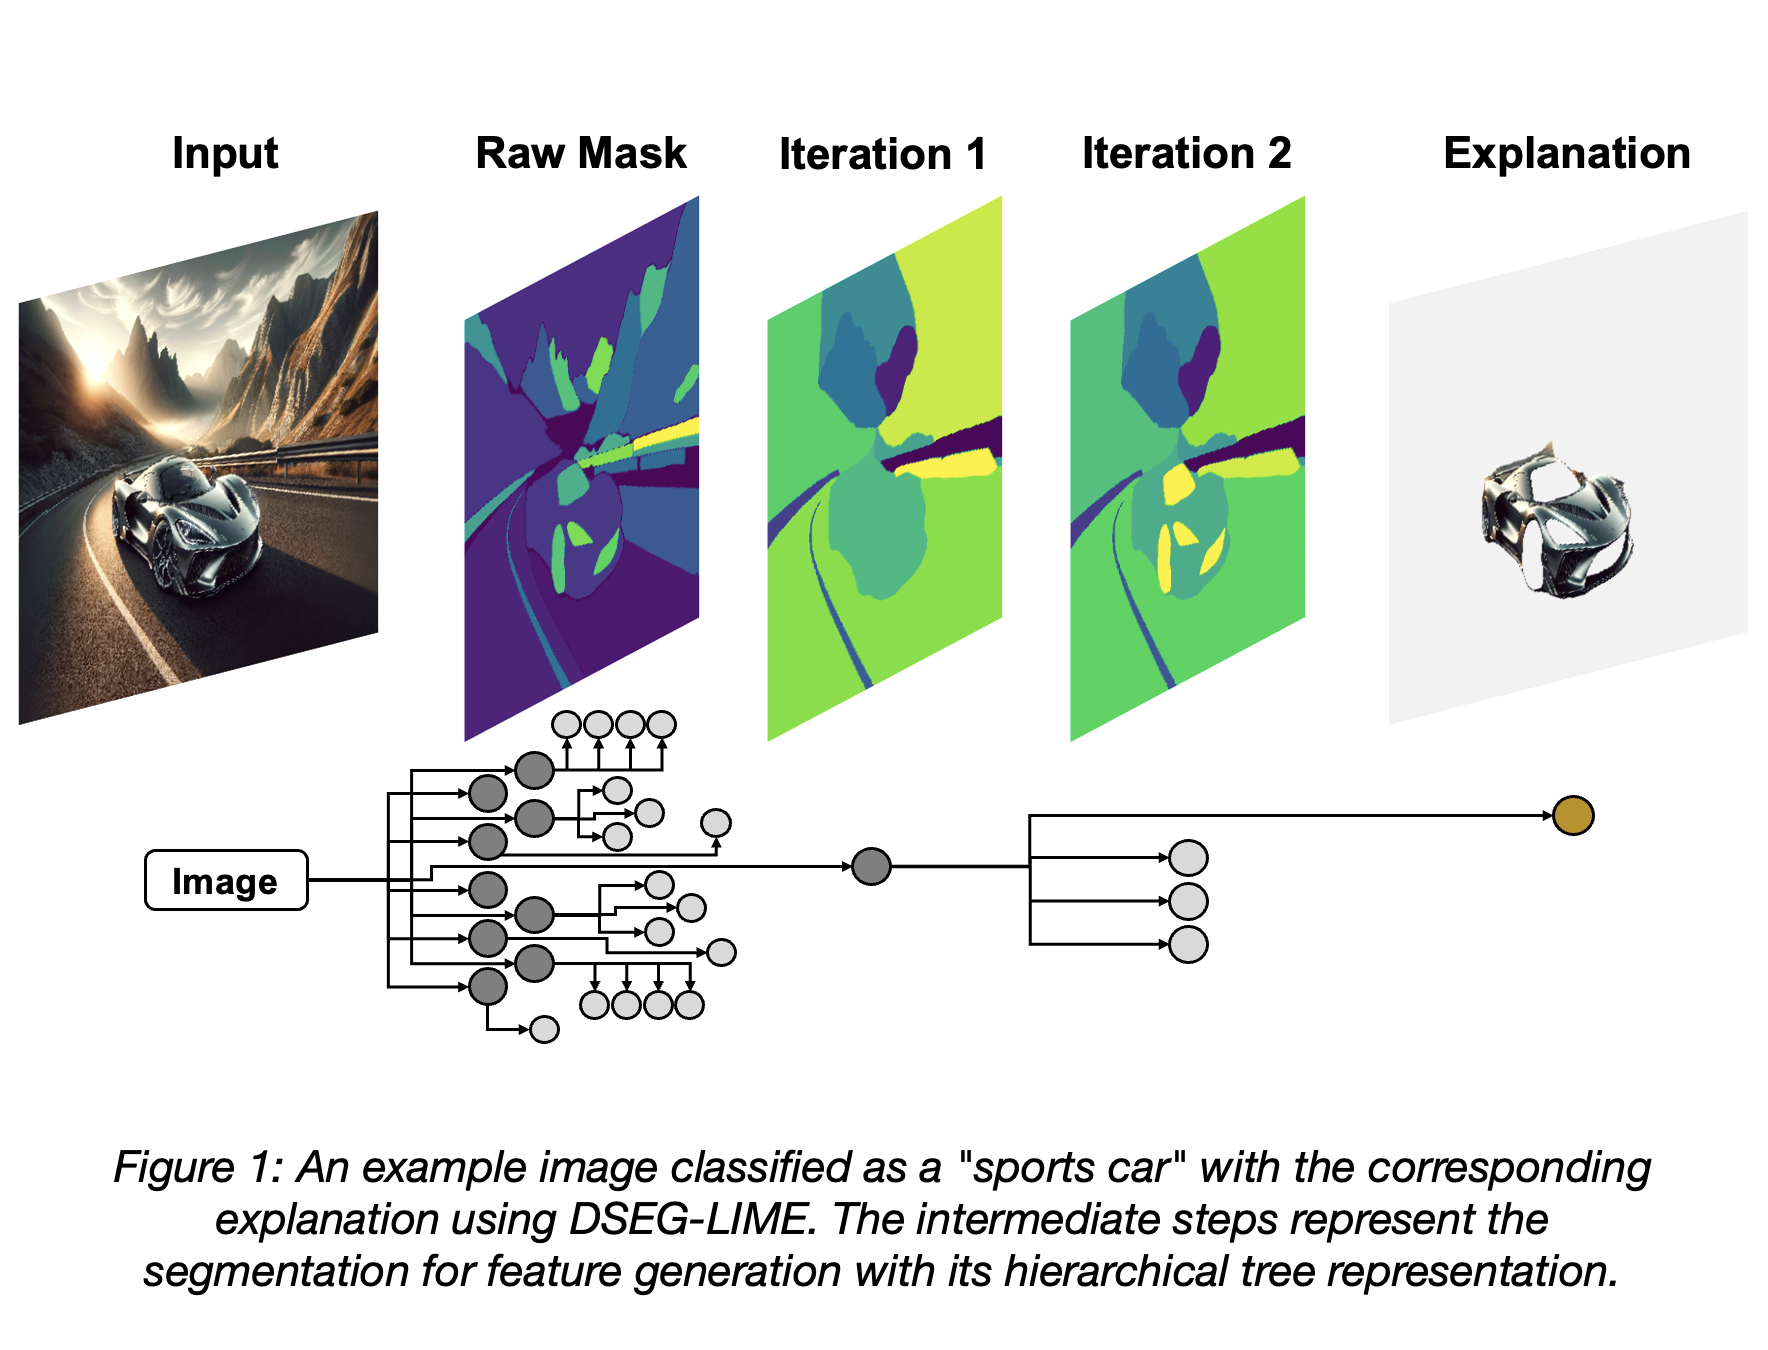 Input
Raw Mask
Iteration 1
Iteration 2
Explanation
Image
Figure 1: An example image classified as a "sports car" with the corresponding
explanation using DSEG-LIME. The intermediate steps represent the
segmentation for feature generation with its hierarchical tree representation.